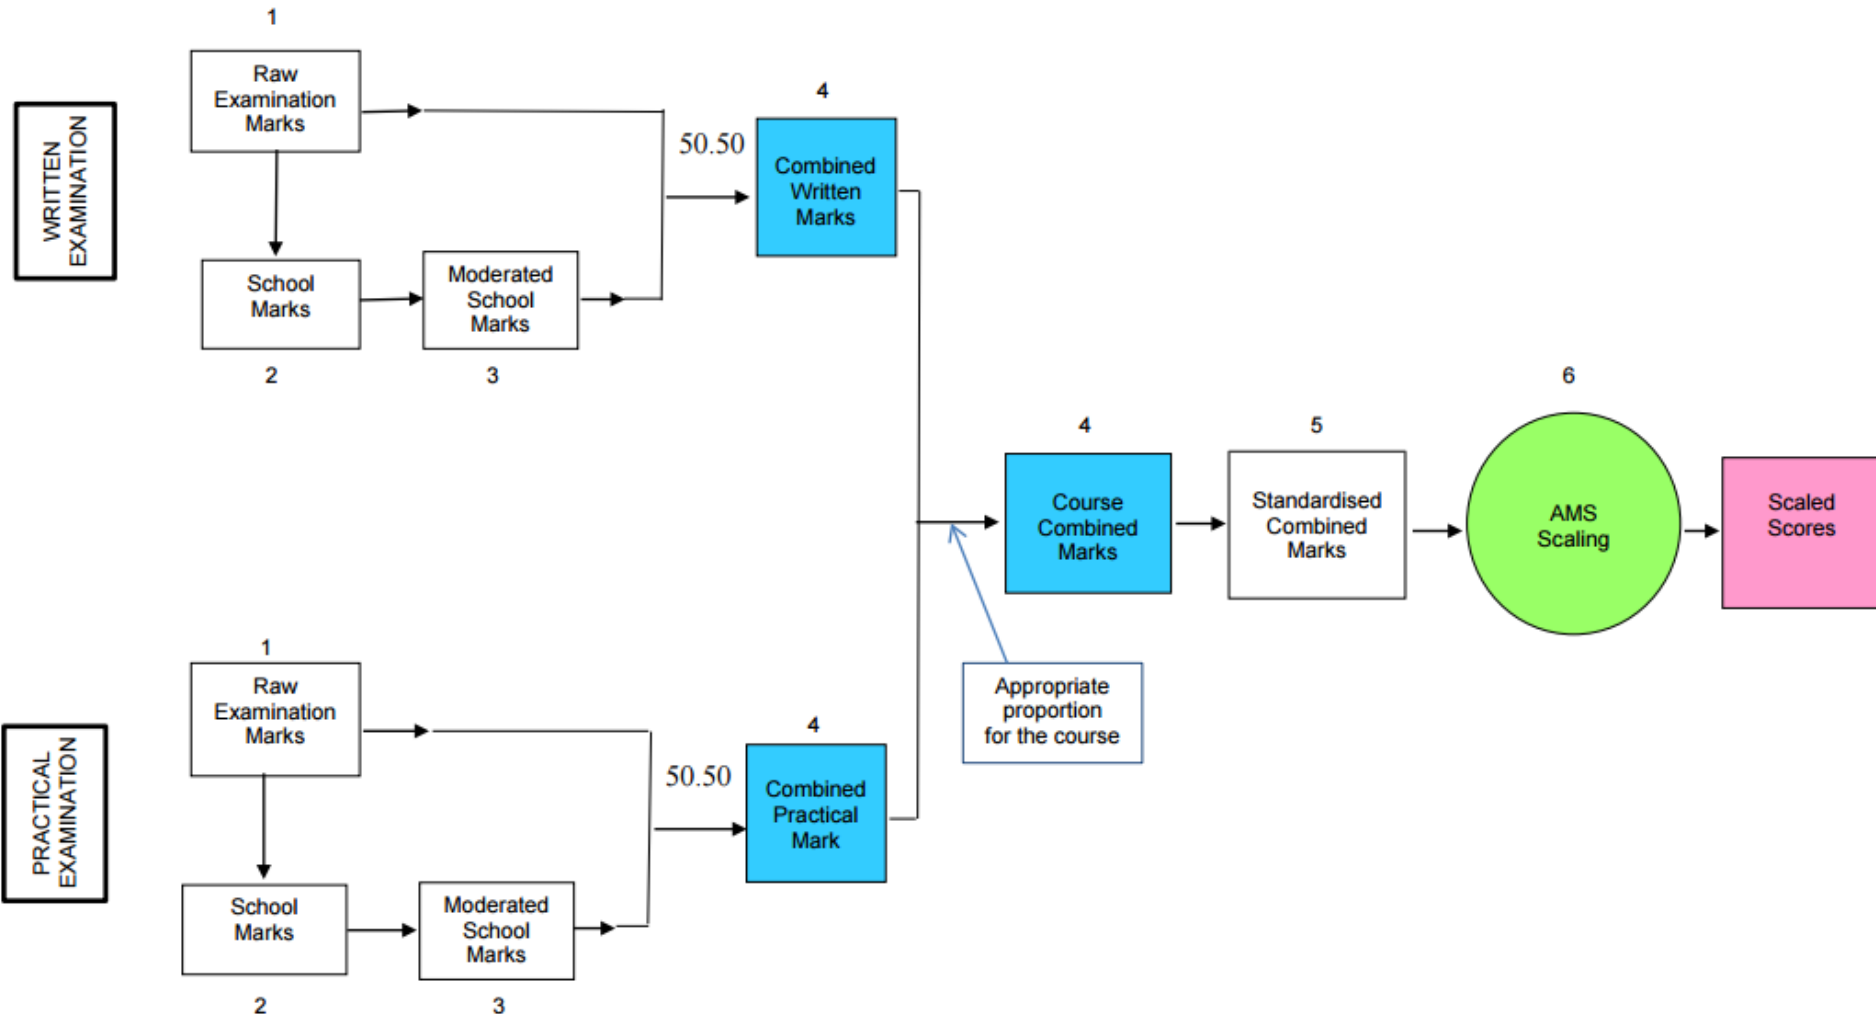 1
Raw
Examination
Marks
WRITTEN
EXAMINATION
School
Marks
2
Moderated
School
Marks
3
50.50
4
Combined
Written
Marks
1
Raw
Examination
Marks
PRACTICAL
EXAMINATION
School
Marks
2
Moderated
School
Marks
3
50.50
4
Combined
Practical
Mark
Appropriate
proportion
for the course
4
Course
Combined
Marks
5
Standardised
Combined
Marks
6
AMS
Scaling
Scaled
Scores